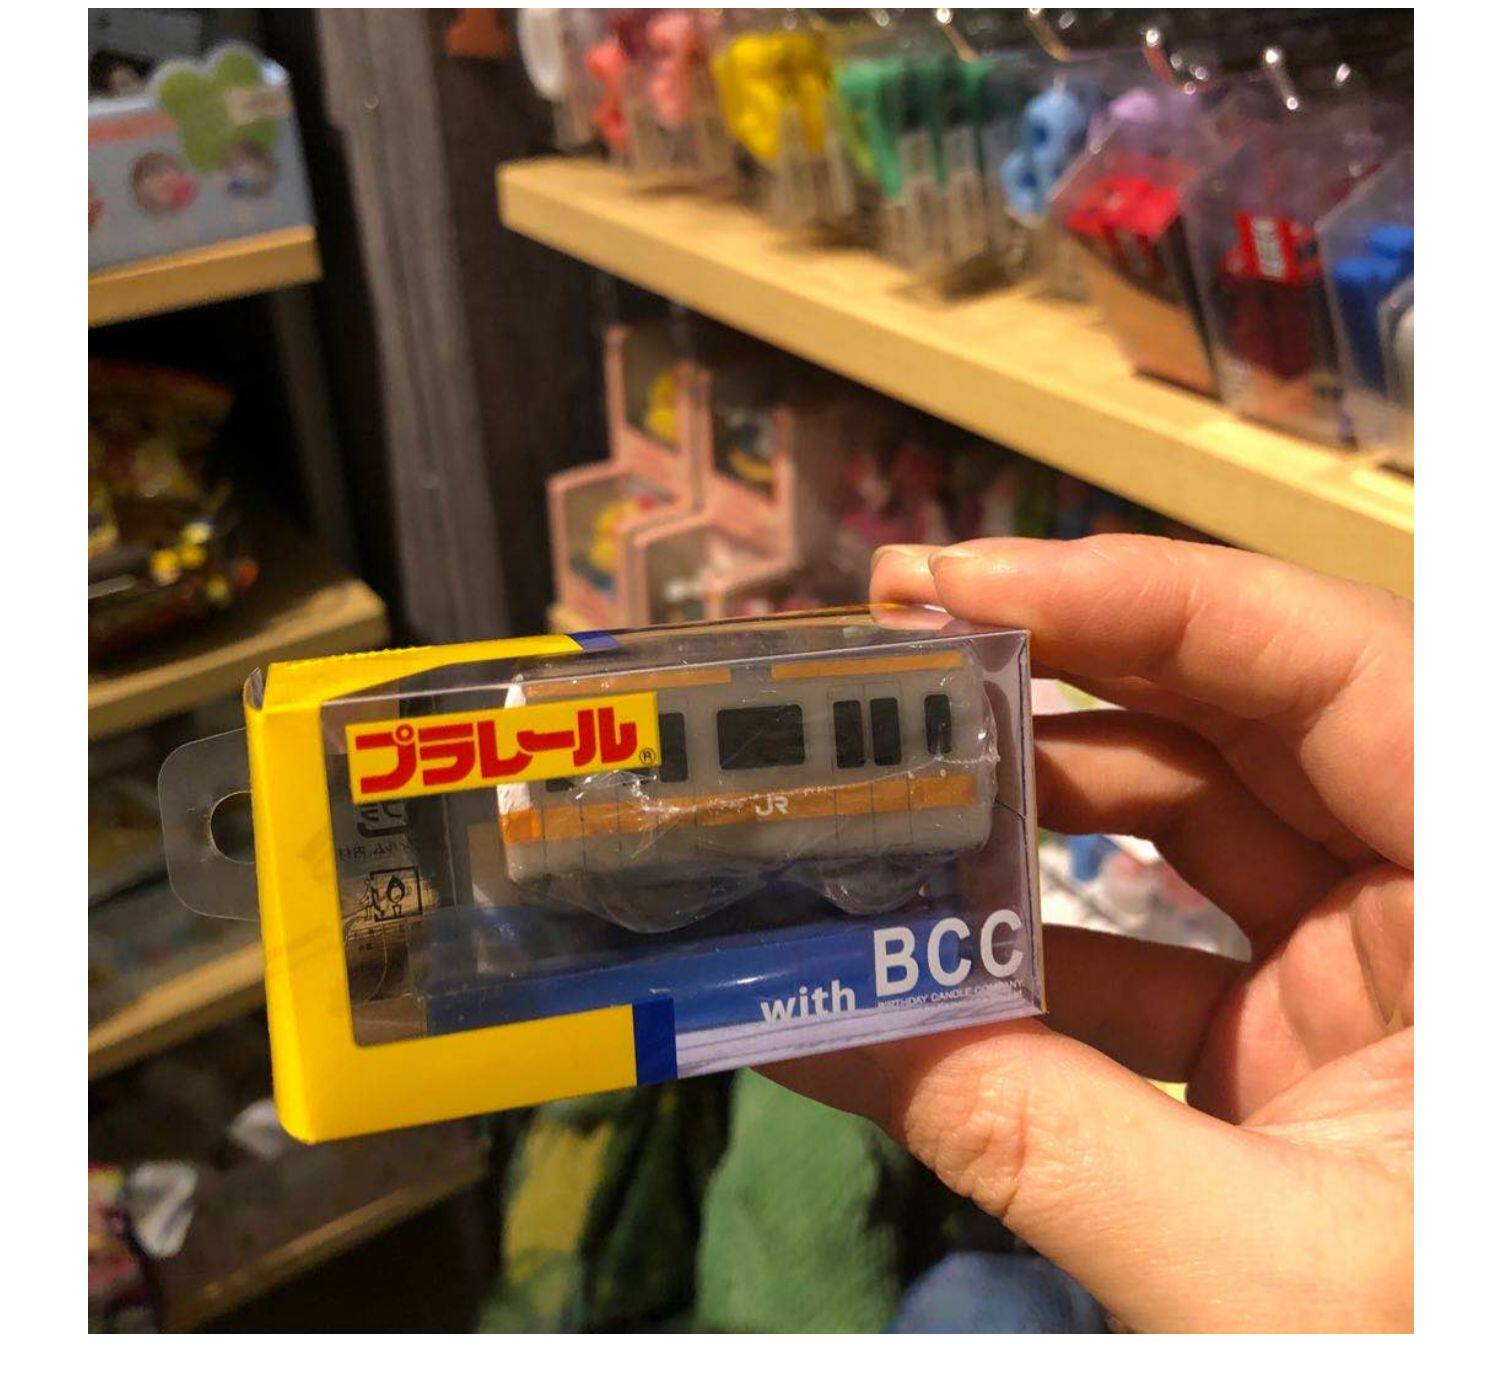 プラレール®
JR
with BCC
BIRTHDAY CANDLE COMPANY